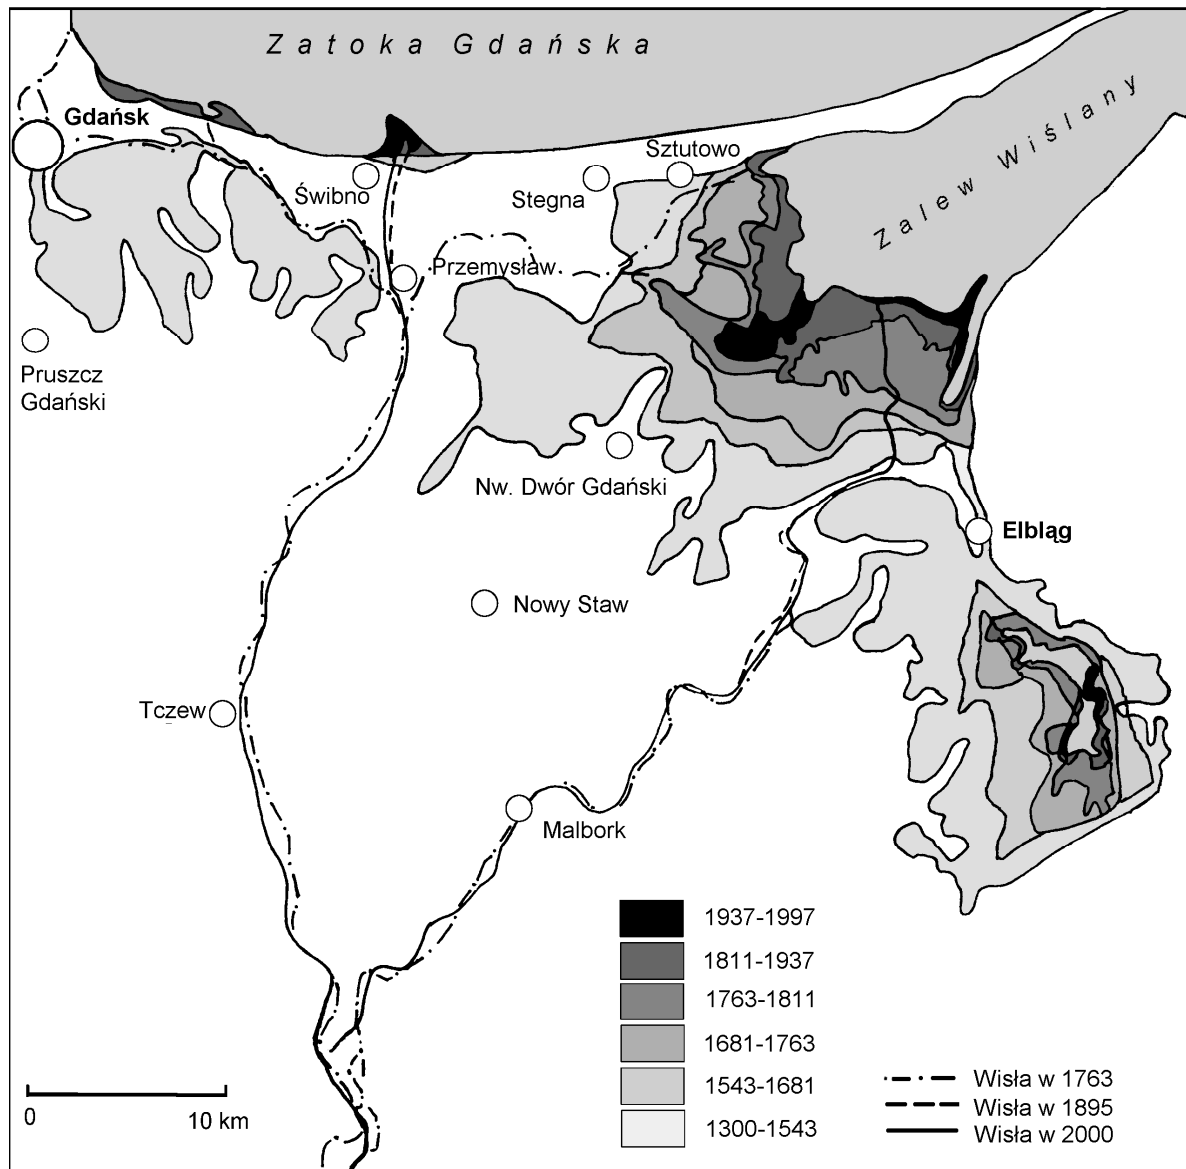 Zatoka Gdańska
Gdańsk
Zalew Wiślany
Sztutowo
Świbno
Stegna
Przemysław
Pruszcz
Gdański
Nw. Dwór Gdański
Elbląg
Nowy Staw
Tczew
Malbork
1937-1997
1811-1937
1763-1811
1681-1763
1543-1681
1300-1543
Wisła w 1763
Wisła w 1895
Wisła w 2000
0 10 km